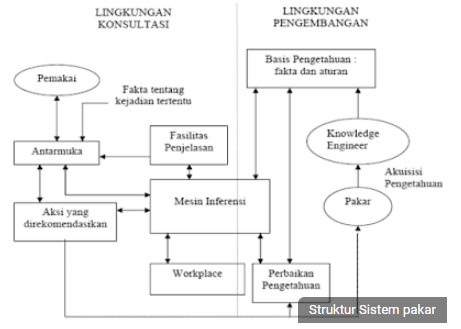 LINGKUNGAN
KONSULTASI
LINGKUNGAN
PENGEMBANGAN
Pemakai
Fakta tentang
kejadian tertentu
Basis Pengetahuan :
fakta dan aturan
Antarmuka
Fasilitas
Penjelasan
Knowledge
Engineer
Akuisisi
Pengetahuan
Aksi yang
direkomendasikan
Mesin Inferensi
Pakar
Workplace
Perbaikan
Pengetahuan
Struktur Sistem pakar